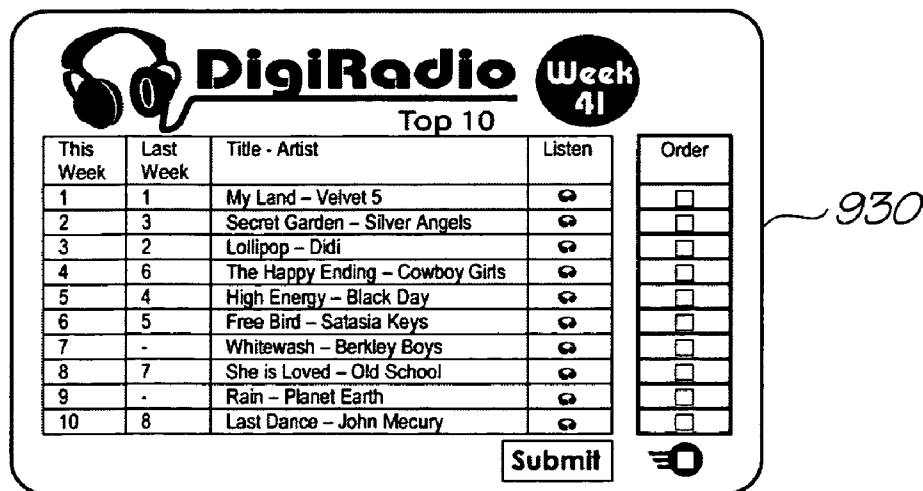 DigiRadio
Week 41
Top 10
This Week Last Week Title - Artist Listen Order
1 1 My Land – Velvet 5
2 3 Secret Garden – Silver Angels
3 2 Lollipop – Didi
4 6 The Happy Ending – Cowboy Girls
5 4 High Energy – Black Day
6 5 Free Bird – Satasia Keys
7 - Whitewash – Berkley Boys
8 7 She is Loved – Old School
9 - Rain – Planet Earth
10 8 Last Dance – John Mecury
Submit
930